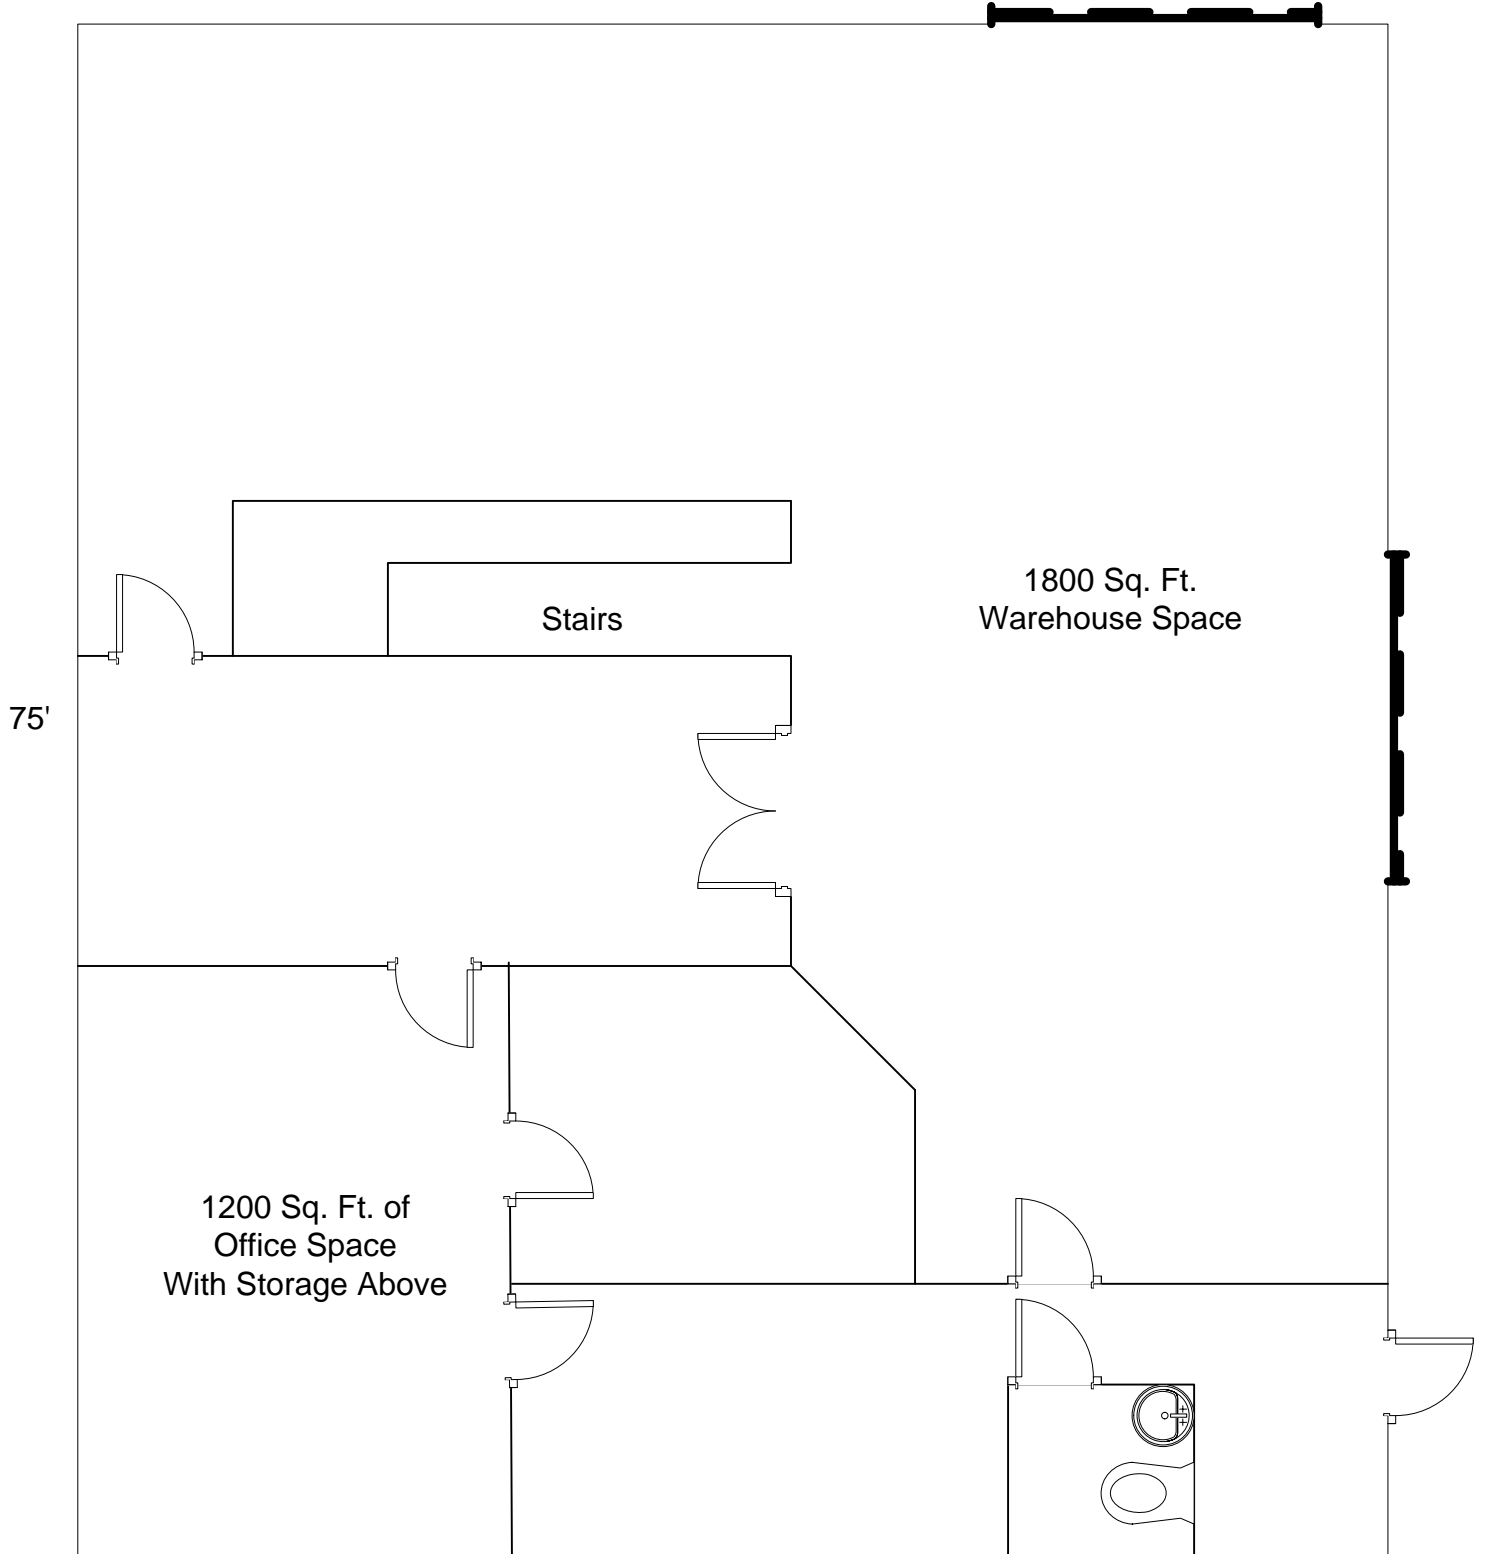 1800 Sq. Ft.
Warehouse Space
Stairs
75'
1200 Sq. Ft. of
Office Space
With Storage Above